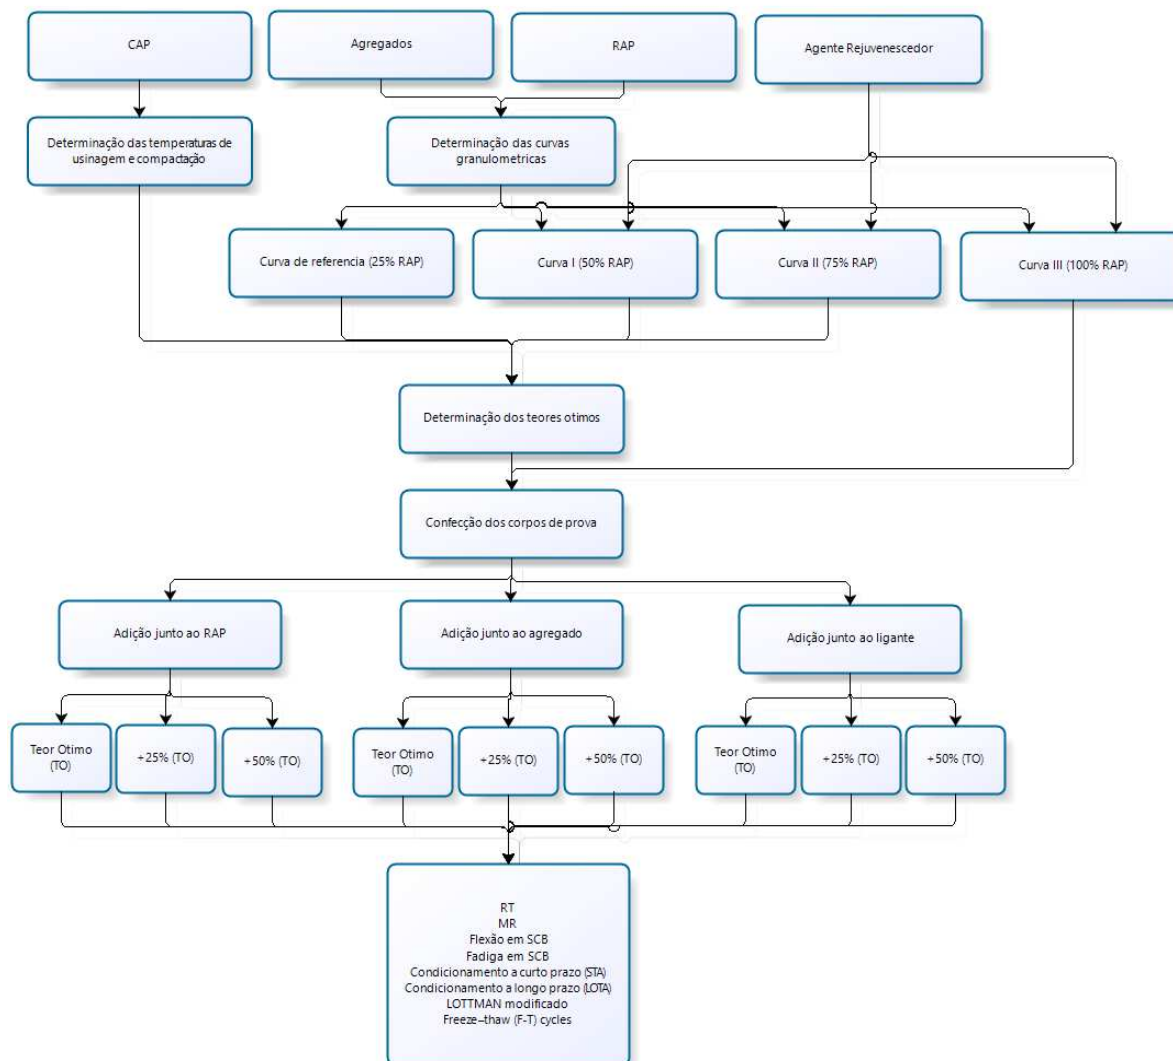 CAP
Agregados
RAP
Agente Rejuvenescedor
Determinação das temperaturas de
usinagem e compactação
Determinação das curvas
granulometricas
Curva de referencia (25% RAP)
Curva I (50% RAP)
Curva II (75% RAP)
Curva III (100% RAP)
Determinação dos teores otimos
Confecção dos corpos de prova
Adição junto ao RAP
Adição junto ao agregado
Adição junto ao ligante
Teor Otimo
(TO)
+25% (TO)
+50% (TO)
Teor Otimo
(TO)
+25% (TO)
+50% (TO)
Teor Otimo
(TO)
+25% (TO)
+50% (TO)
RT
MR
Flexão em SCB
Fadiga em SCB
Condicionamento a curto prazo (STA)
Condicionamento a longo prazo (LOTA)
LOTTMAN modificado
Freeze–thaw (F-T) cycles